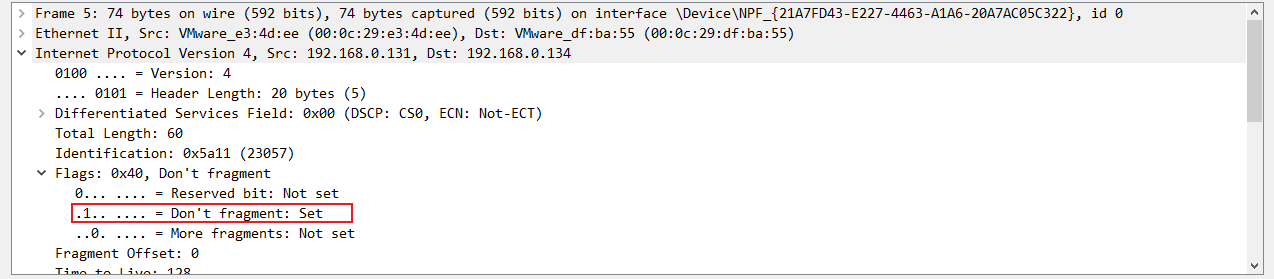 Frame 5: 74 bytes on wire (592 bits), 74 bytes captured (592 bits) on interface \Device\NPF_{21A7FD43-E227-4463-A1A6-20A7AC05C322}, id 0
Ethernet II, Src: VMware_e3:4d:ee (00:0c:29:e3:4d:ee), Dst: VMware_df:ba:55 (00:0c:29:df:ba:55)
Internet Protocol Version 4, Src: 192.168.0.131, Dst: 192.168.0.134
0100 .... = Version: 4
.... 0101 = Header Length: 20 bytes (5)
Differentiated Services Field: 0x00 (DSCP: CS0, ECN: Not-ECT)
Total Length: 60
Identification: 0x5a11 (23057)
Flags: 0x40, Don't fragment
0... .... = Reserved bit: Not set
.1.. .... = Don't fragment: Set
..0. .... = More fragments: Not set
Fragment Offset: 0
Time to Live: 128